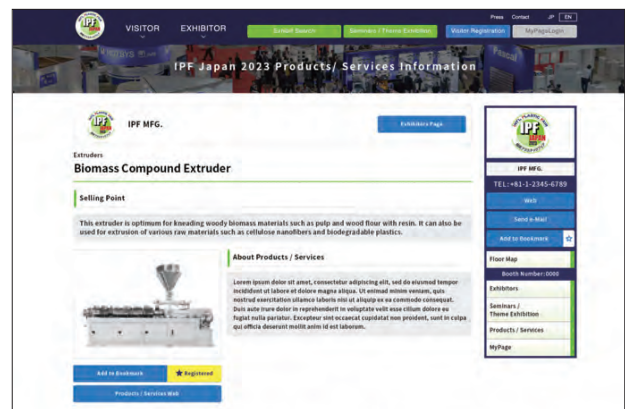 Press Contact JP EN
VISITOR EXHIBITOR Exhibit Search Seminars / Theme Exhibition Visitor Registration MyPageLogin
IPF Japan 2023 Products/ Services Information
IPF MFG.
Exhibitors Page
Extruders
Biomass Compound Extruder
Selling Point
This extruder is optimum for kneading woody biomass materials such as pulp and wood flour with resin. It can also be
used for extrusion of various raw materials such as cellulose nanofibers and biodegradable plastics.
About Products / Services
Lorem ipsum dolor sit amet, consectetur adipiscing elit, sed do eiusmod tempor
incididunt ut labore et dolore magna aliqua. Ut enimad minim veniam, quis
nostrud exercitation ullamco laboris nisi ut aliquip ex ea commodo consequat.
Duis aute irure dolor in reprehenderit in voluptate velit esse cillum dolore eu
fugiat nulla pariatur. Excepteur sint occaecat cupidatat non proident, sunt in culpa
qui officia deserunt mollit anim id est laborum.
Add to Bookmark ★ Registered
Products / Services Web
IPF JAPAN
IPF MFG.
TEL:+81-1-2345-6789
Web
Send e-Mail
Add to Bookmark ☆
Floor Map
Booth Number:0000
Exhibitors
Seminars /
Theme Exhibition
Products / Services
MyPage